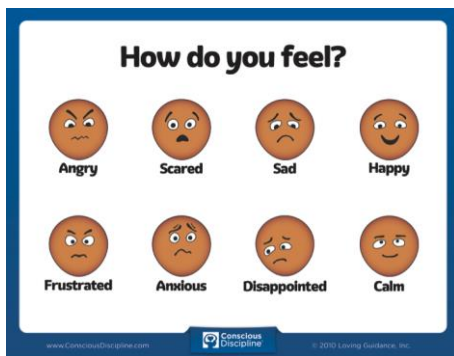 How do you feel?
Angry Scared Sad Happy
Frustrated Anxious Disappointed Calm
www.ConsciousDiscipline.com
Conscious
Discipline®
© 2010 Loving Guidance, Inc.